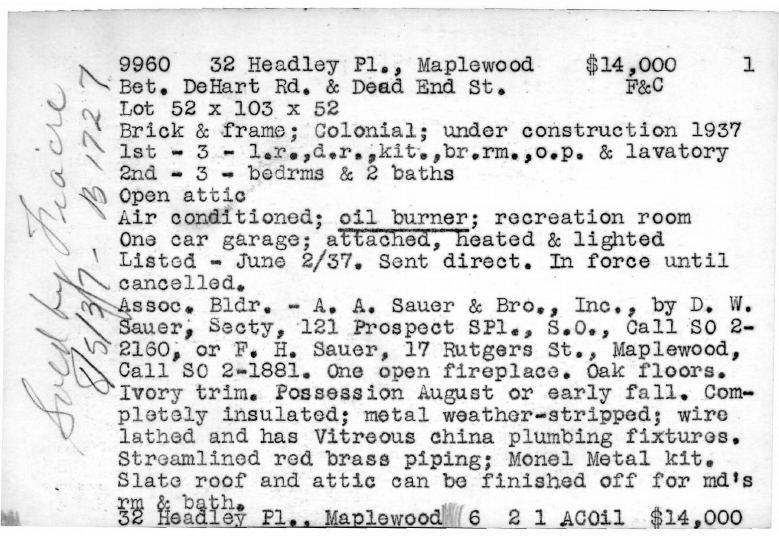 9960 32 Headley Pl., Maplewood $14,000 1
Bet. DeHart Rd. & Dead End St. F&C
Lot 52 x 103 x 52
Brick & frame; Colonial; under construction 1937
1st - 3 - l.r.,d.r.,kit.,br.rm.,o.p. & lavatory
2nd - 3 - bedrms & 2 baths
Open attic
Air conditioned; oil burner; recreation room
One car garage; attached, heated & lighted
Listed - June 2/37. Sent direct. In force until
cancelled.
Assoc. Bldr. - A. A. Sauer & Bro., Inc., by D. W.
Sauer, Secty, 121 Prospect SPl., S.O., Call SO 2-
2160, or F. H. Sauer, 17 Rutgers St., Maplewood,
Call SO 2-1881. One open fireplace. Oak floors.
Ivory trim. Possession August or early fall. Com-
pletely insulated; metal weather-stripped; wire
lathed and has Vitreous china plumbing fixtures.
Streamlined red brass piping; Monel Metal kit.
Slate roof and attic can be finished off for md's
rm & bath.
32 Headley Pl., Maplewood 6 2 1 ACOil $14,000
by
8/5/37 - B1727